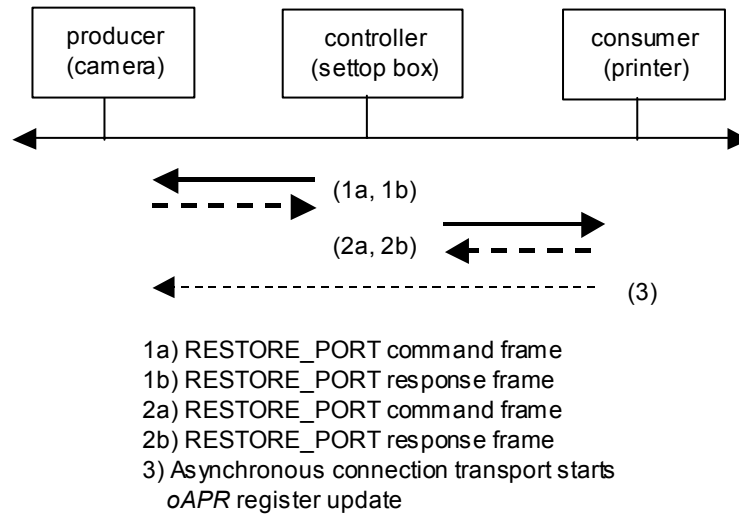 producer
(camera)
controller
(settop box)
consumer
(printer)
(1a, 1b)
(2a, 2b)
(3)
1a) RESTORE_PORT command frame
1b) RESTORE_PORT response frame
2a) RESTORE_PORT command frame
2b) RESTORE_PORT response frame
3) Asynchronous connection transport starts
oAPR register update